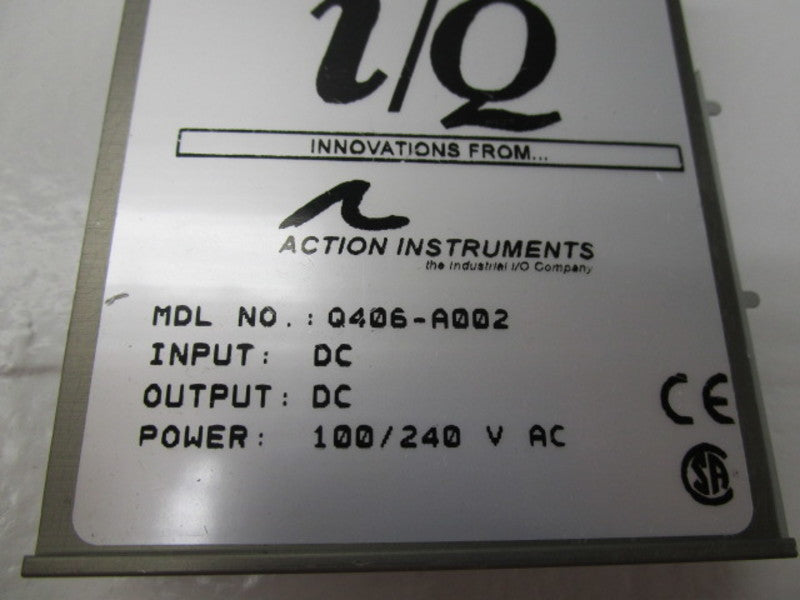 i/Q
INNOVATIONS FROM...
ACTION INSTRUMENTS
the Industrial I/O Company
MDL NO.: Q406-A002
INPUT: DC
OUTPUT: DC
POWER: 100/240 V AC
CE
SA